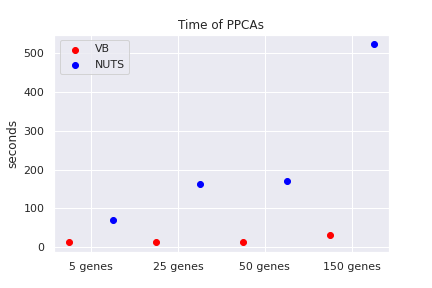 Time of PPCAs
VB
NUTS
seconds
500
400
300
200
100
0
5 genes
25 genes
50 genes
150 genes